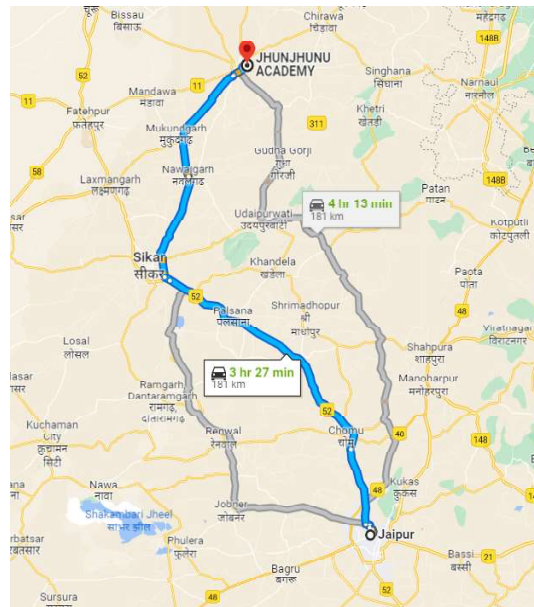 Bissau
बिसाऊ
चूरू
Chirawa
चिड़ावा
महेंद्रगढ़
148B
52
JHUNJHUNU
ACADEMY
Singhana
सिंघाना
Narnaul
नारनौल
11
Mandawa
मंडावा
11
Fatehpur
फ़तेहपुर
Khetri
खेतड़ी
311
Mukundgarh
मुकुंदगढ़
Gudha Gorji
गुढ़ा
गौरजी
58
Laxmangarh
लक्ष्मणगढ़
Nawalgarh
नवलगढ़
148B
Patan
पाटन
4 hr 13 min
181 km
Udaipurwati
उदयपुरवाटी
Kotputli
कोटपुतली
Sikar
सीकर
Khandela
खंडेला
Paota
पाओटा
52
Palsana
पलसाना
Shrimadhopur
श्री
माधोपुर
Losal
लोसल
Shahpura
शाहपुरा
Viratnagar
विराटनगर
3 hr 27 min
181 km
Manoharpur
मनोहरपुरा
Ramgarh,
Dantaramgarh
रामगढ़,
दांतारामगढ़
52
Kuchaman
City
कुचामन
सिटी
Renwal
रेनवाल
Chomu
चौमू
148
Nawa
नावा
48
Kukas
कुकस
Shakambari Jheel
सांभर झील
Jobner
जोबनेर
Jaipur
Phulera
फुलेरा
Bassi
बस्सी
21
Bagru
बगरू
52
48
Sursura
सुरसुरा